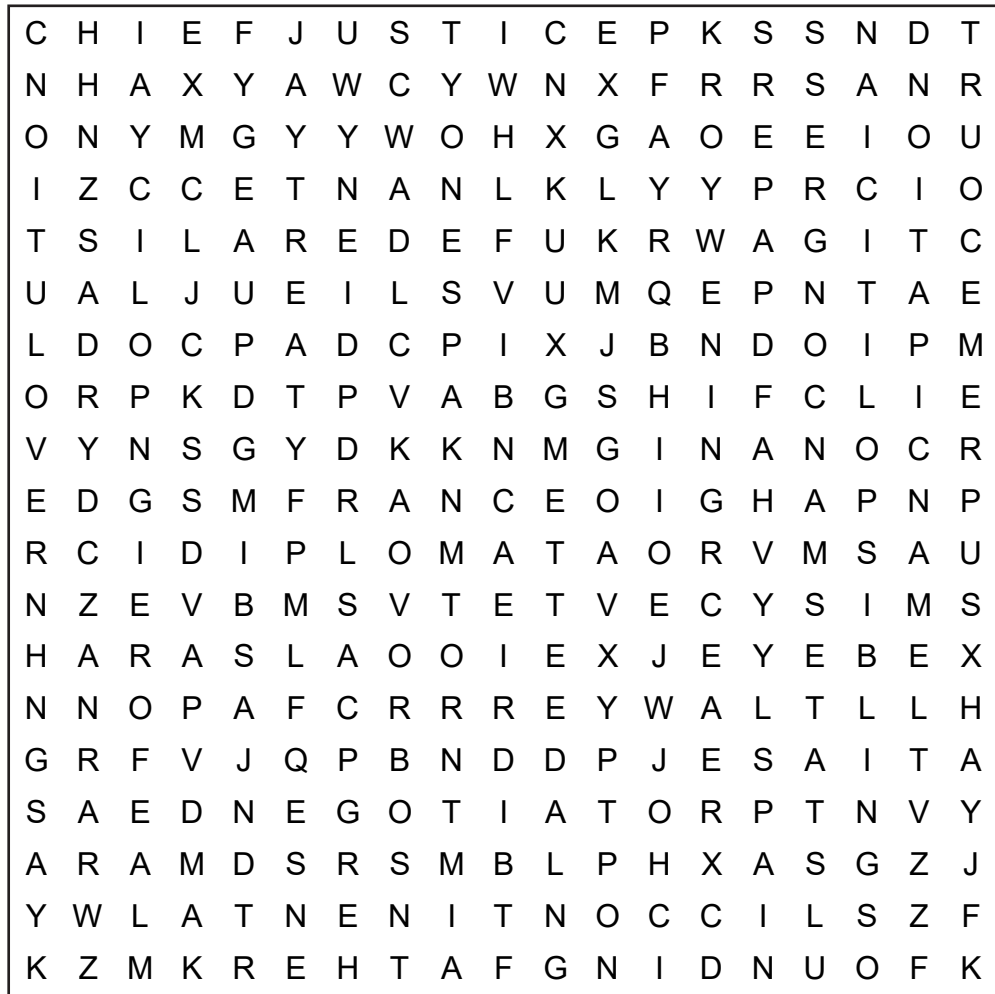 C H I E F J U S T I C E P K S S N D T
N H A X Y A W C Y W N X F R R S A N R
O N Y M G Y Y W O H X G A O E E I O U
I Z C C E T N A N L K L Y Y P R C I O
T S I L A R E D E F U K R W A G I T C
U A L J U E I L S V U M Q E P N T A E
L D O C P A D C P I X J B N D O I P M
O R P K D T P V A B G S H I F C L I E
V Y N S G Y D K K N M G I N A N O C R
E D G S M F R A N C E O I G H A P N P
R C I D I P L O M A T A O R V M S A U
N Z E V B M S V T E T V E C Y S I M S
H A R A S L A O O I E X J E Y E B E X
N N O P A F C R R R E Y W A L T L L H
G R F V J Q P B N D D P J E S A I T A
S A E D N E G O T I A T O R P T N V Y
A R A M D S R S M B L P H X A S G Z J
Y W L A T N E N I T N O C C I L S Z F
K Z M K R E H T A F G N I D N U O F K